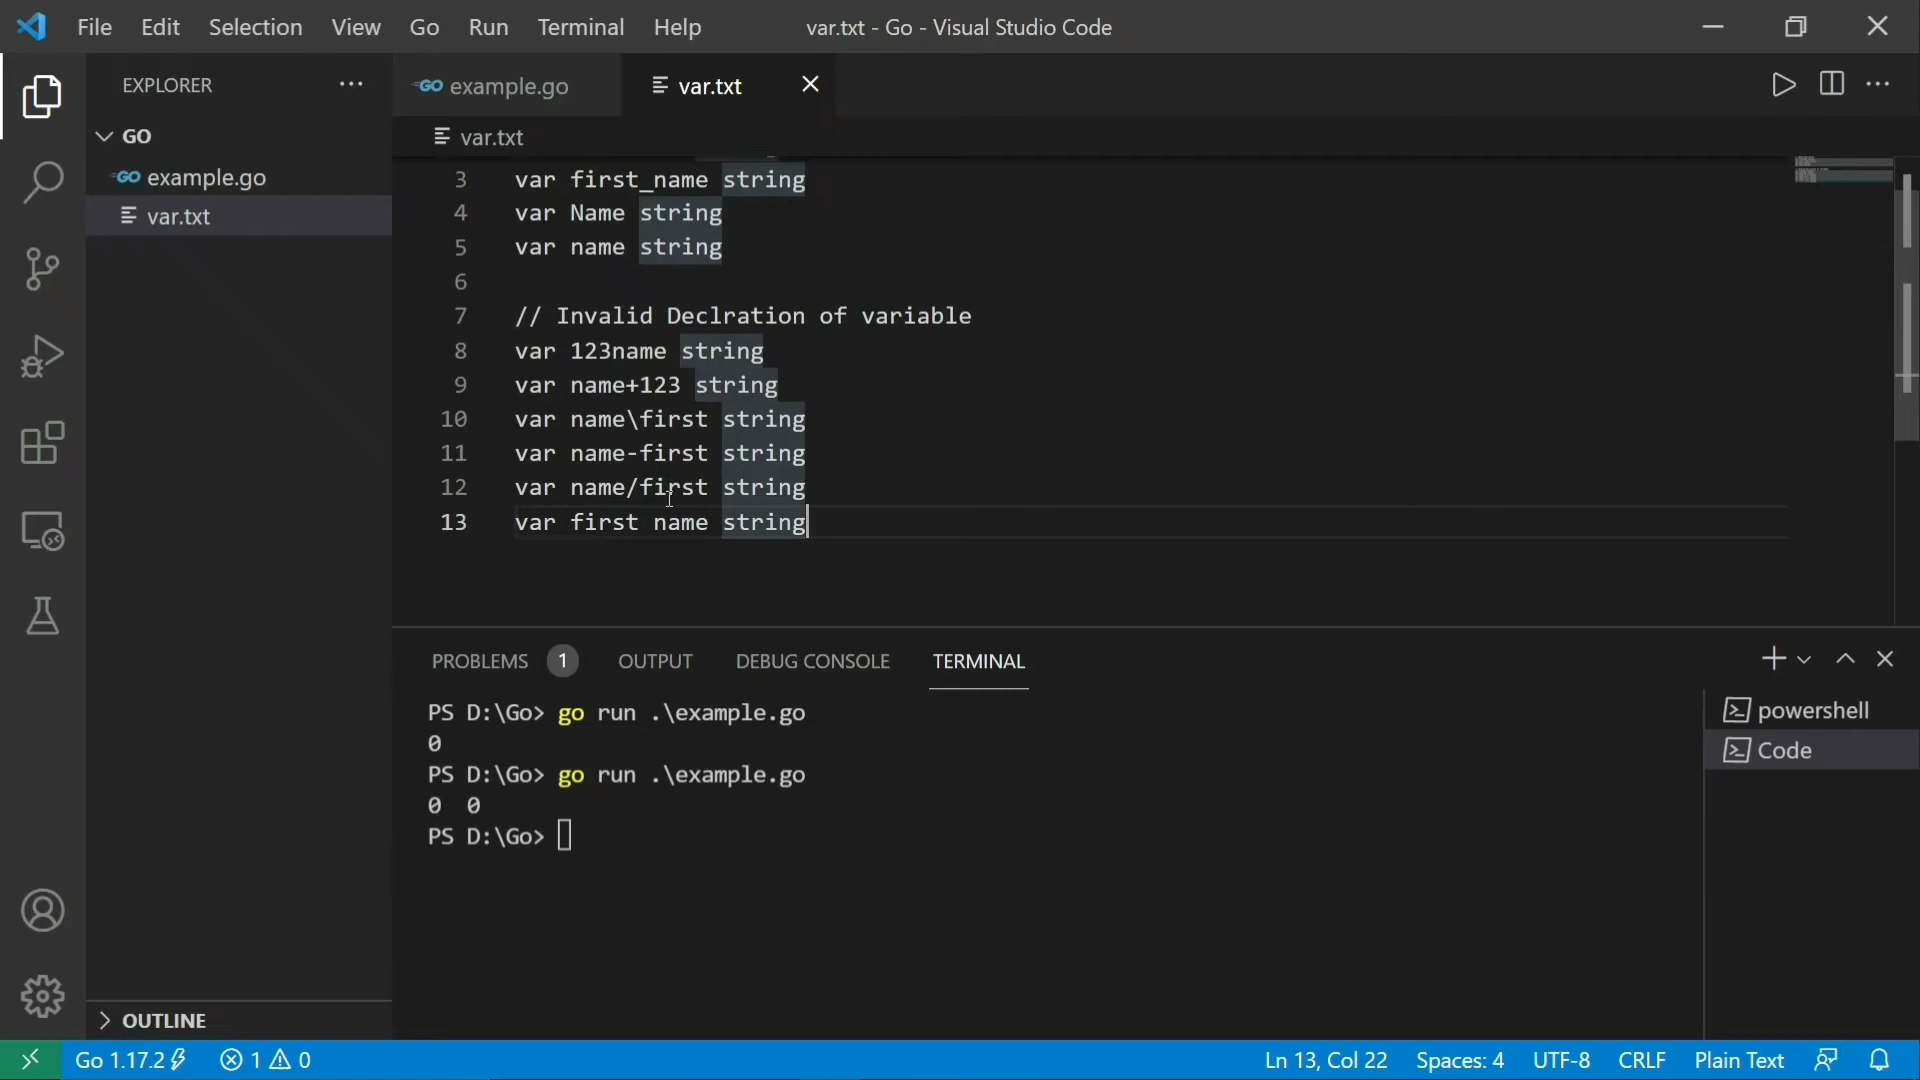 File Edit Selection View Go Run Terminal Help var.txt - Go - Visual Studio Code
EXPLORER
GO
example.go
var.txt
OUTLINE
GO example.go var.txt
var.txt
3 var first_name string
4 var Name string
5 var name string
6
7 // Invalid Declration of variable
8 var 123name string
9 var name+123 string
10 var name\first string
11 var name-first string
12 var name/first string
13 var first name string
PROBLEMS 1 OUTPUT DEBUG CONSOLE TERMINAL
PS D:\Go> go run .\example.go
0
PS D:\Go> go run .\example.go
0 0
PS D:\Go>
powershell
Code
Go 1.17.2 1 0 Ln 13, Col 22 Spaces: 4 UTF-8 CRLF Plain Text